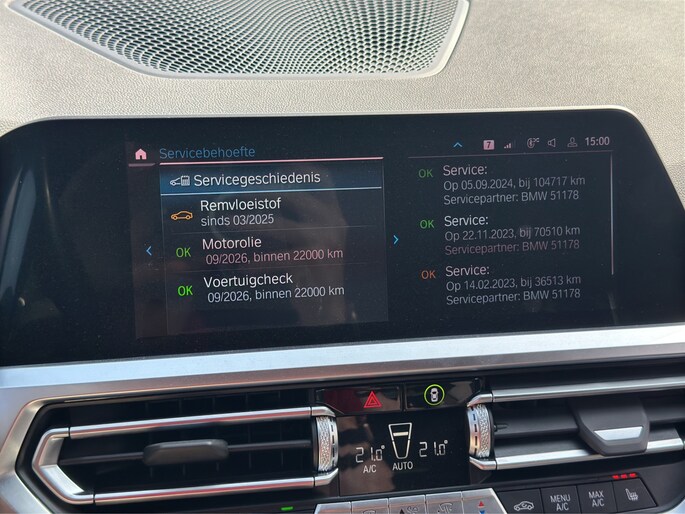 Servicebehoefte
7
15:00
Servicegeschiedenis
Remvloeistof
sinds 03/2025
OK Motorolie
09/2026, binnen 22000 km
OK Voertuigcheck
09/2026, binnen 22000 km
OK Service:
Op 05.09.2024, bij 104717 km
Servicepartner: BMW 51178
OK Service:
Op 22.11.2023, bij 70510 km
Servicepartner: BMW 51178
OK Service:
Op 14.02.2023, bij 36513 km
Servicepartner: BMW 51178
21.0 21.0
A/C AUTO
MENU
A/C
MAX
A/C